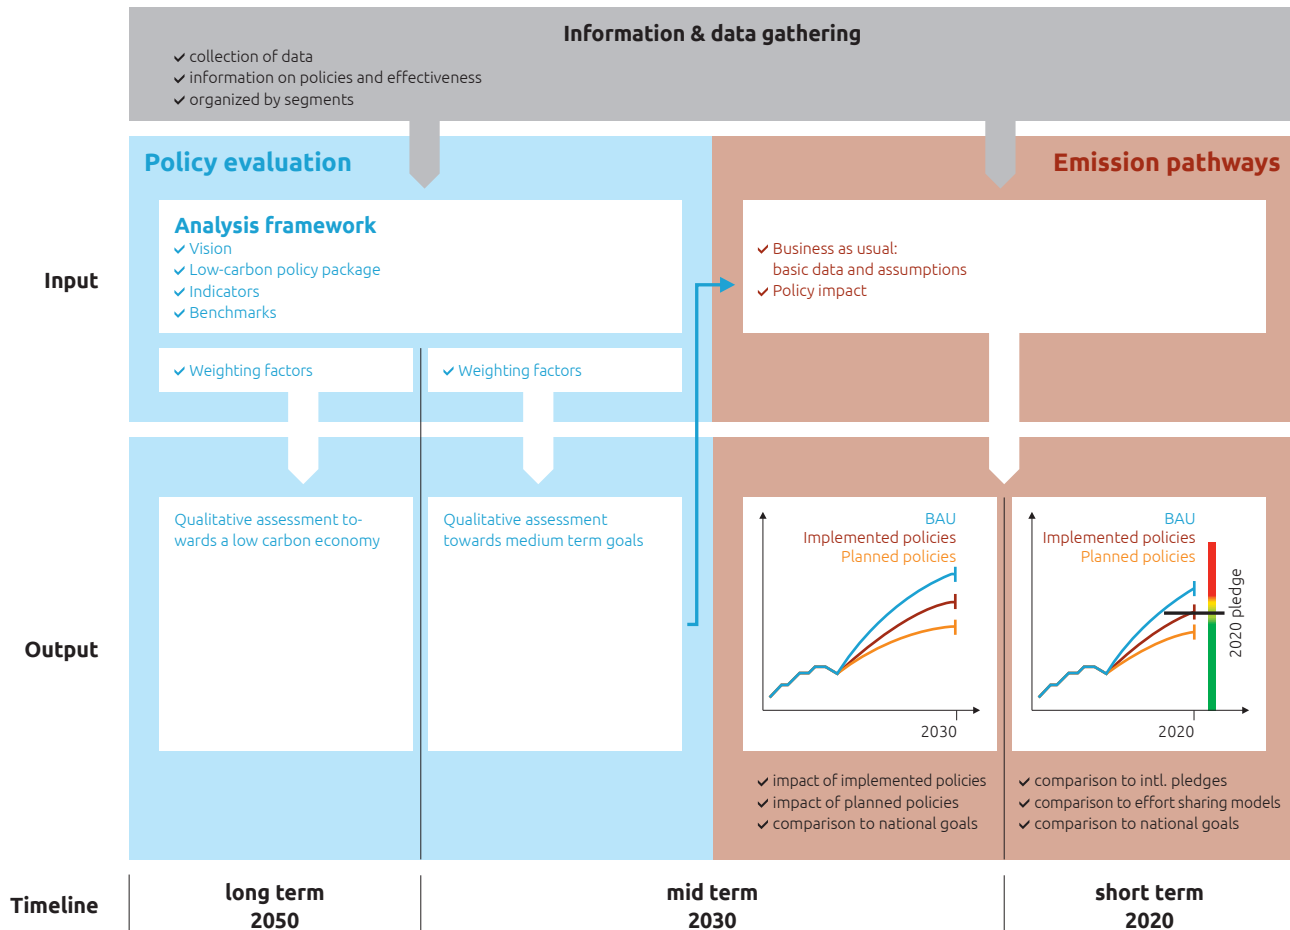 Information & data gathering
✓ collection of data
✓ information on policies and effectiveness
✓ organized by segments
Policy evaluation
Emission pathways
Input
Analysis framework
✓ Vision
✓ Low-carbon policy package
✓ Indicators
✓ Benchmarks
✓ Weighting factors
✓ Weighting factors
✓ Business as usual:
basic data and assumptions
✓ Policy impact
Output
Qualitative assessment to-
wards a low carbon economy
Qualitative assessment
towards medium term goals
BAU
Implemented policies
Planned policies
2030
BAU
Implemented policies
Planned policies
2020 pledge
2020
✓ impact of implemented policies
✓ impact of planned policies
✓ comparison to national goals
✓ comparison to intl. pledges
✓ comparison to effort sharing models
✓ comparison to national goals
Timeline
long term
2050
mid term
2030
short term
2020